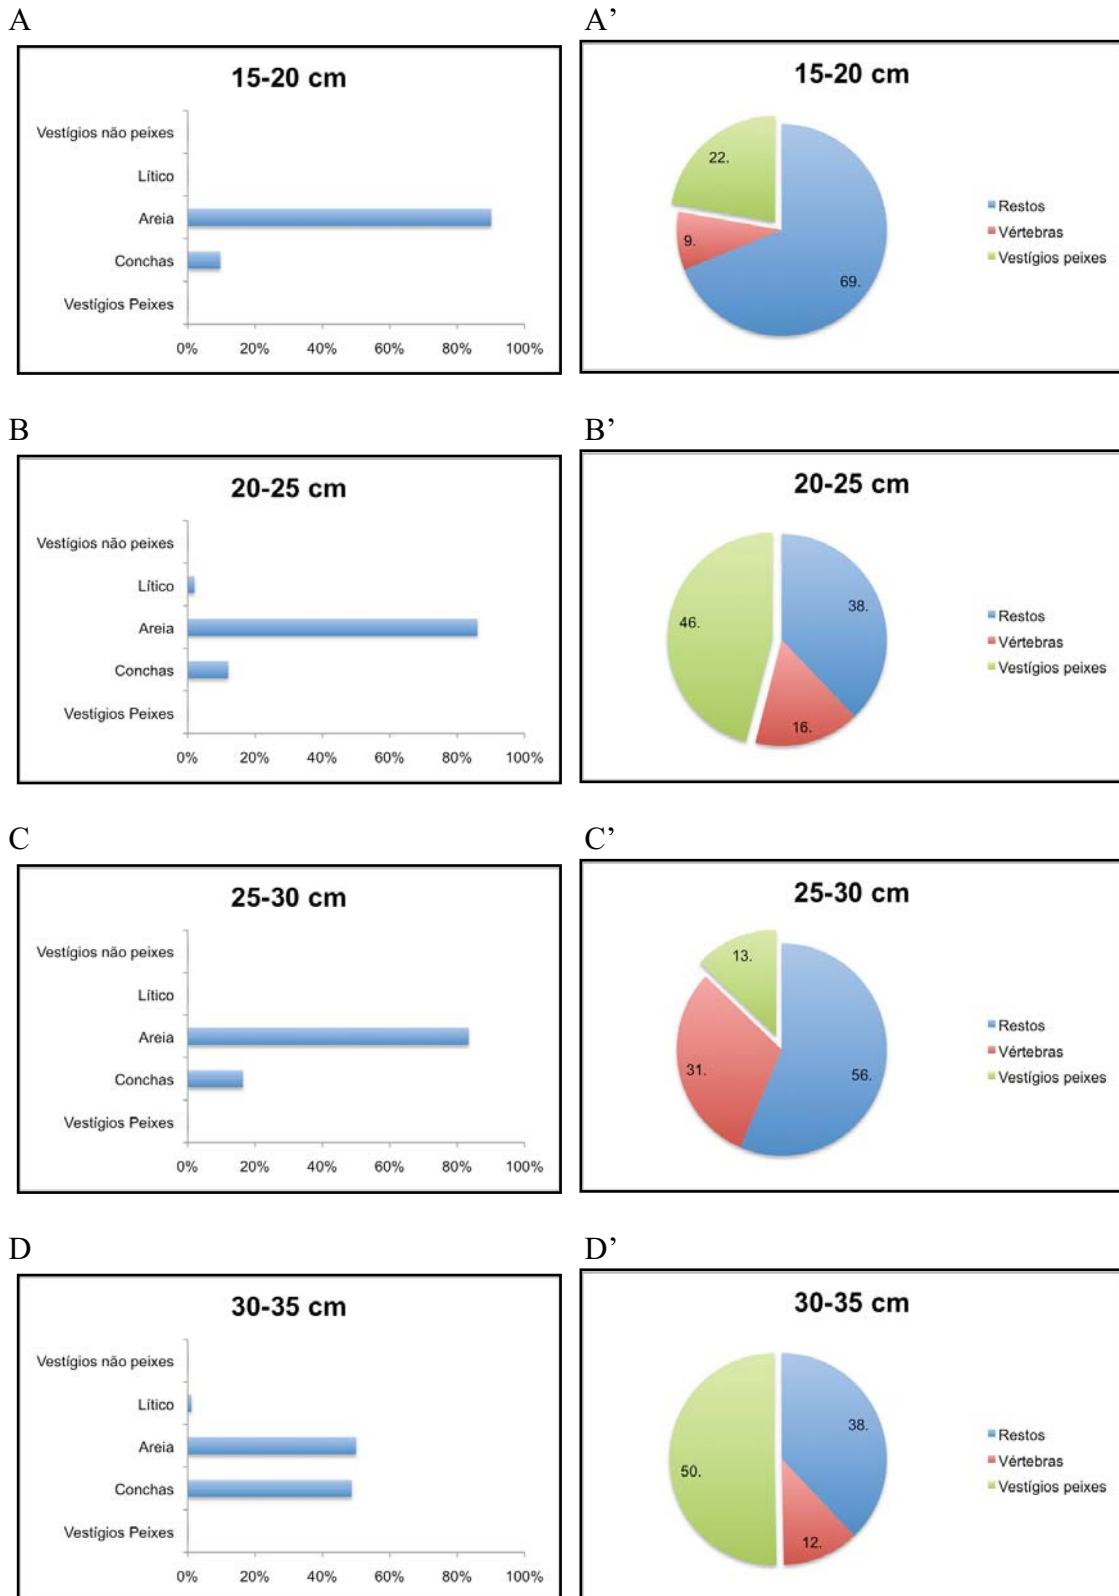 A
15-20 cm
Vestígios não peixes
Lítico
Areia
Conchas
Vestígios Peixes
0% 20% 40% 60% 80% 100%
A’
15-20 cm
22.
9.
69.
Restos
Vértebras
Vestígios peixes
B
20-25 cm
Vestígios não peixes
Lítico
Areia
Conchas
Vestígios Peixes
0% 20% 40% 60% 80% 100%
B’
20-25 cm
46.
38.
16.
Restos
Vértebras
Vestígios peixes
C
25-30 cm
Vestígios não peixes
Lítico
Areia
Conchas
Vestígios Peixes
0% 20% 40% 60% 80% 100%
C’
25-30 cm
13.
31.
56.
Restos
Vértebras
Vestígios peixes
D
30-35 cm
Vestígios não peixes
Lítico
Areia
Conchas
Vestígios Peixes
0% 20% 40% 60% 80% 100%
D’
30-35 cm
38.
50.
12.
Restos
Vértebras
Vestígios peixes